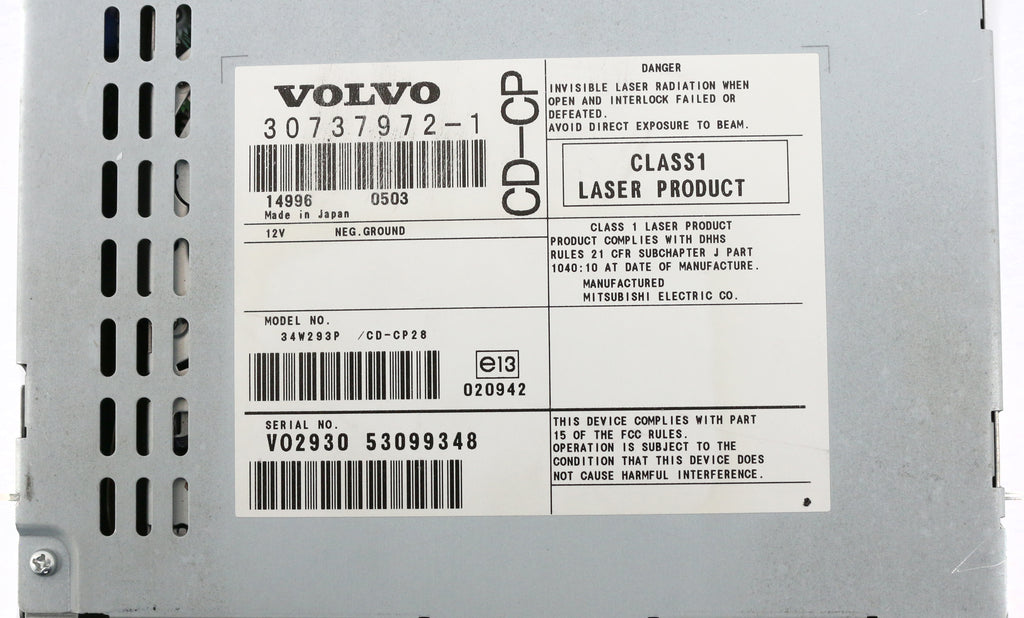 VOLVO
30737972-1
14996 0503
Made in Japan
CD-CP
12V NEG.GROUND
MODEL NO.
34W293P /CD-CP28
e13
020942
SERIAL NO.
VO2930 53099348
DANGER
INVISIBLE LASER RADIATION WHEN
OPEN AND INTERLOCK FAILED OR
DEFEATED.
AVOID DIRECT EXPOSURE TO BEAM.
CLASS1
LASER PRODUCT
CLASS 1 LASER PRODUCT
PRODUCT COMPLIES WITH DHHS
RULES 21 CFR SUBCHAPTER J PART
1040:10 AT DATE OF MANUFACTURE.
MANUFACTURED
MITSUBISHI ELECTRIC CO.
THIS DEVICE COMPLIES WITH PART
15 OF THE FCC RULES.
OPERATION IS SUBJECT TO THE
CONDITION THAT THIS DEVICE DOES
NOT CAUSE HARMFUL INTERFERENCE.